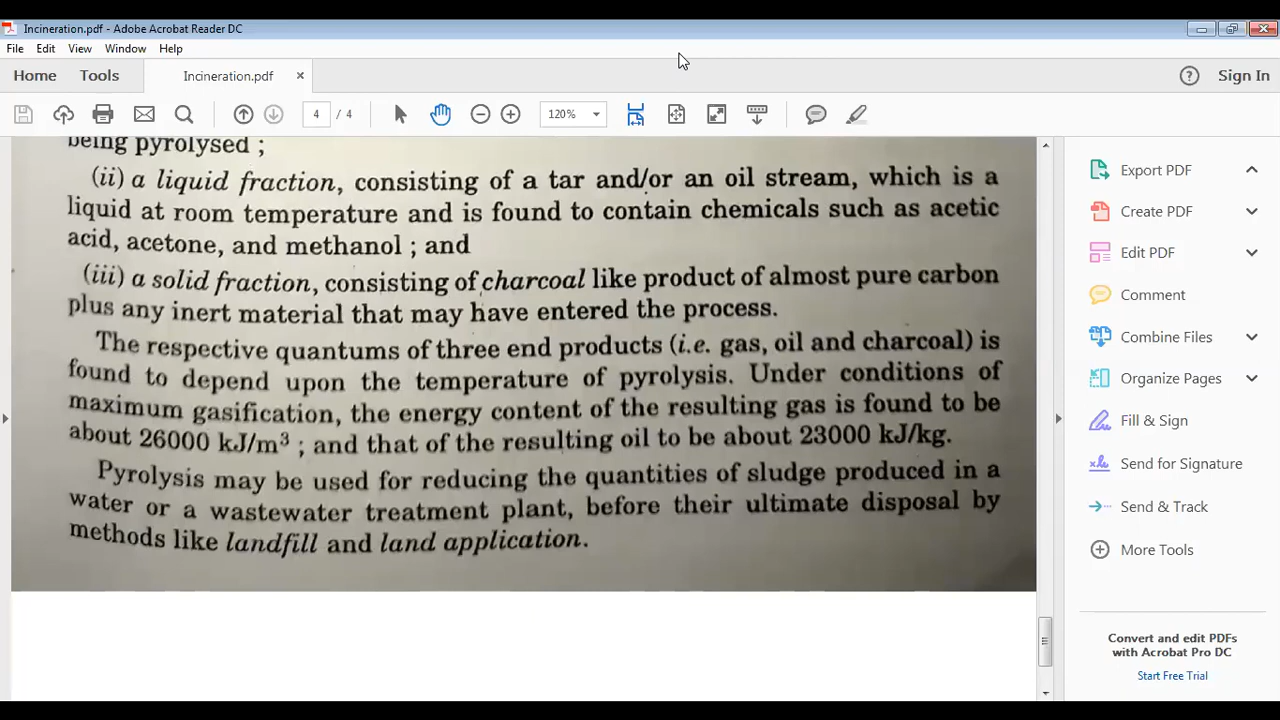 Incineration.pdf - Adobe Acrobat Reader DC
File Edit View Window Help
Home Tools Incineration.pdf × Sign In
4 / 4 120%
being pyrolysed ;
(ii) a liquid fraction, consisting of a tar and/or an oil stream, which is a
liquid at room temperature and is found to contain chemicals such as acetic
acid, acetone, and methanol ; and
(iii) a solid fraction, consisting of charcoal like product of almost pure carbon
plus any inert material that may have entered the process.
The respective quantums of three end products (i.e. gas, oil and charcoal) is
found to depend upon the temperature of pyrolysis. Under conditions of
maximum gasification, the energy content of the resulting gas is found to be
about 26000 kJ/m³ ; and that of the resulting oil to be about 23000 kJ/kg.
Pyrolysis may be used for reducing the quantities of sludge produced in a
water or a wastewater treatment plant, before their ultimate disposal by
methods like landfill and land application.
Export PDF
Create PDF
Edit PDF
Comment
Combine Files
Organize Pages
Fill & Sign
Send for Signature
Send & Track
More Tools
Convert and edit PDFs
with Acrobat Pro DC
Start Free Trial